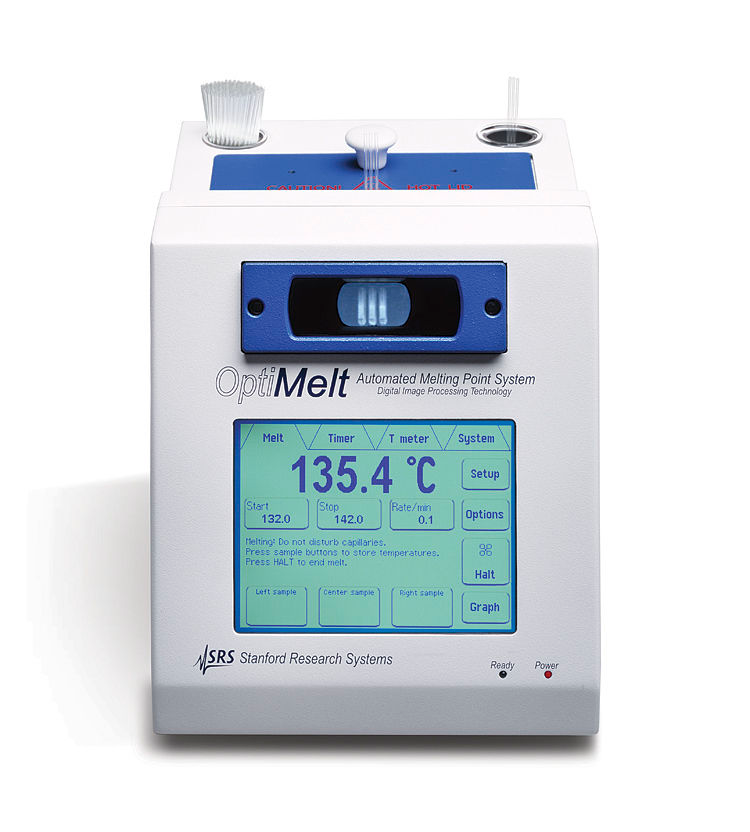 CAUTION! HOT LID
OptiMelt Automated Melting Point System
Digital Image Processing Technology
Melt Timer T meter System
135.4 °C
Setup
Start Stop Rate/min
132.0 142.0 0.1
Options
Melting: Do not disturb capillaries.
Press sample buttons to store temperatures.
Press HALT to end melt.
Halt
Left sample Center sample Right sample
Graph
SRS Stanford Research Systems
Ready Power